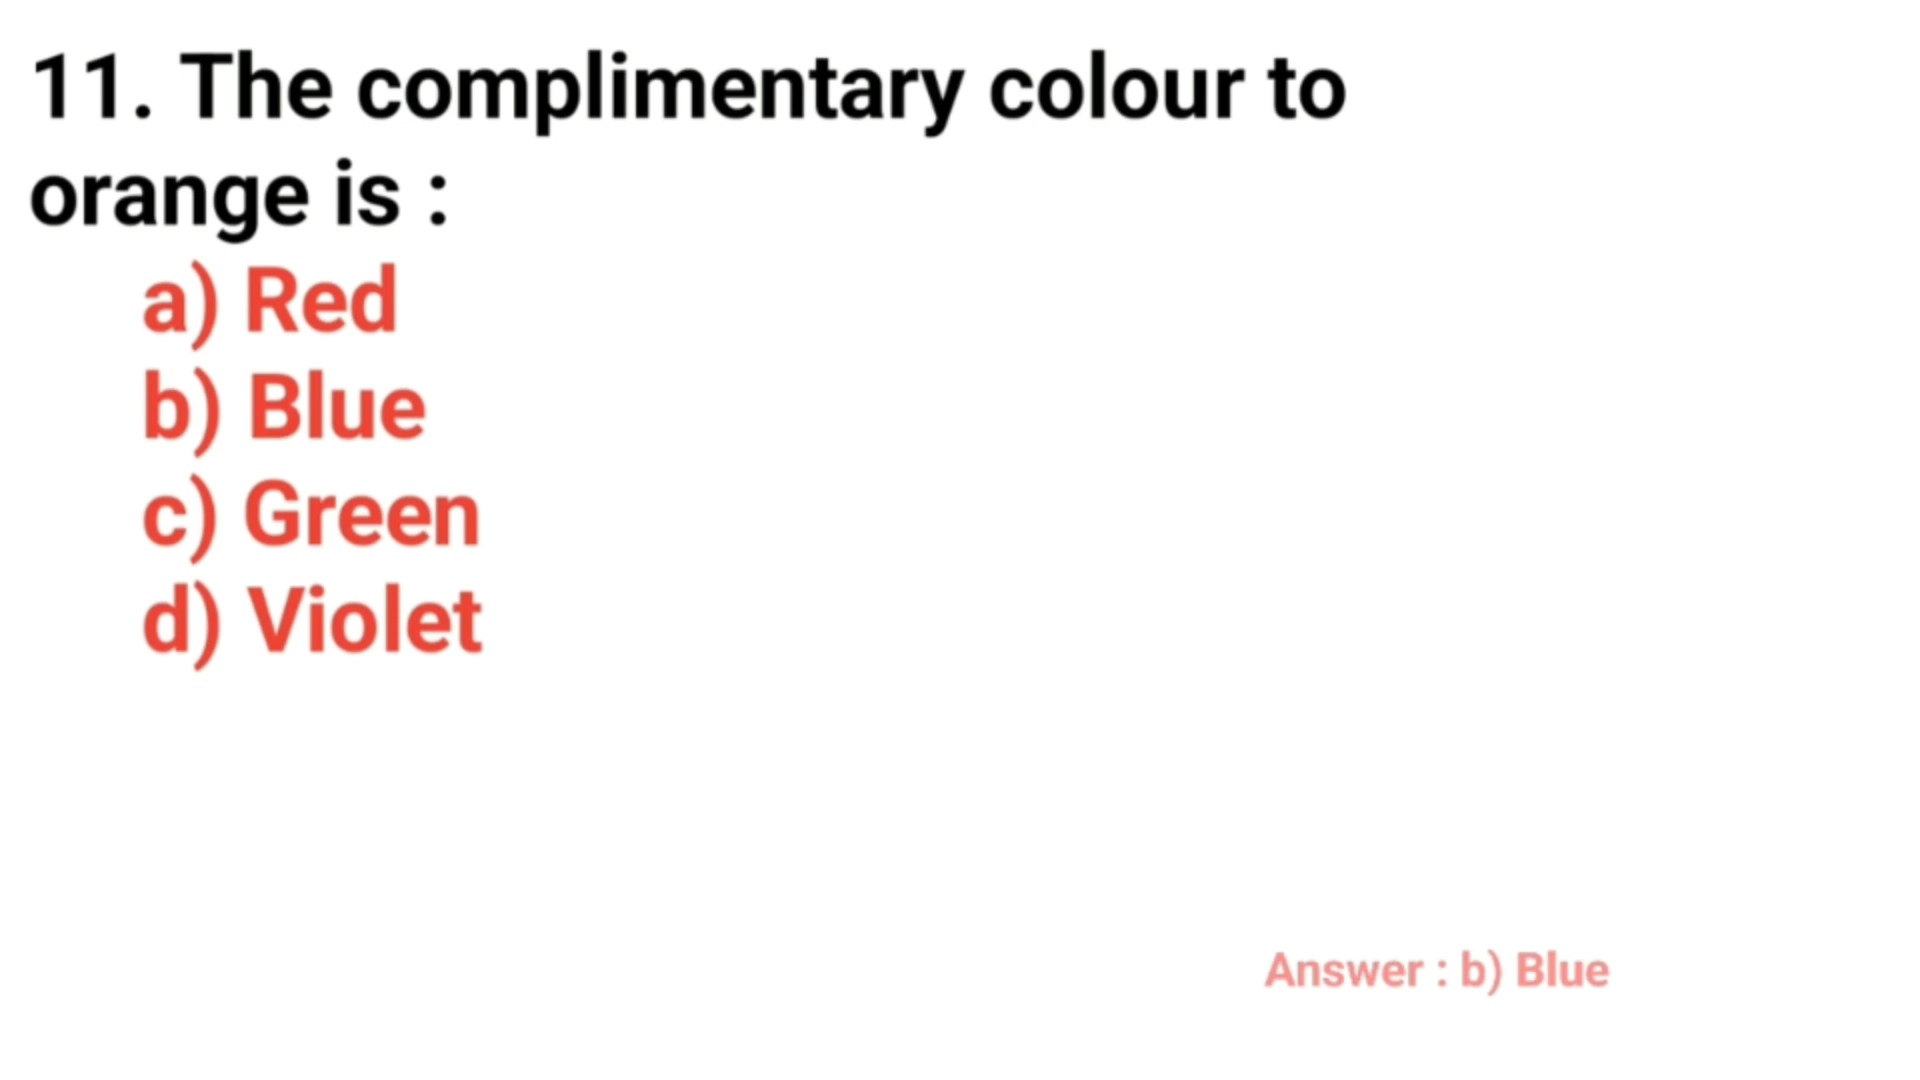 11. The complimentary colour to
orange is :
a) Red
b) Blue
c) Green
d) Violet
Answer : b) Blue